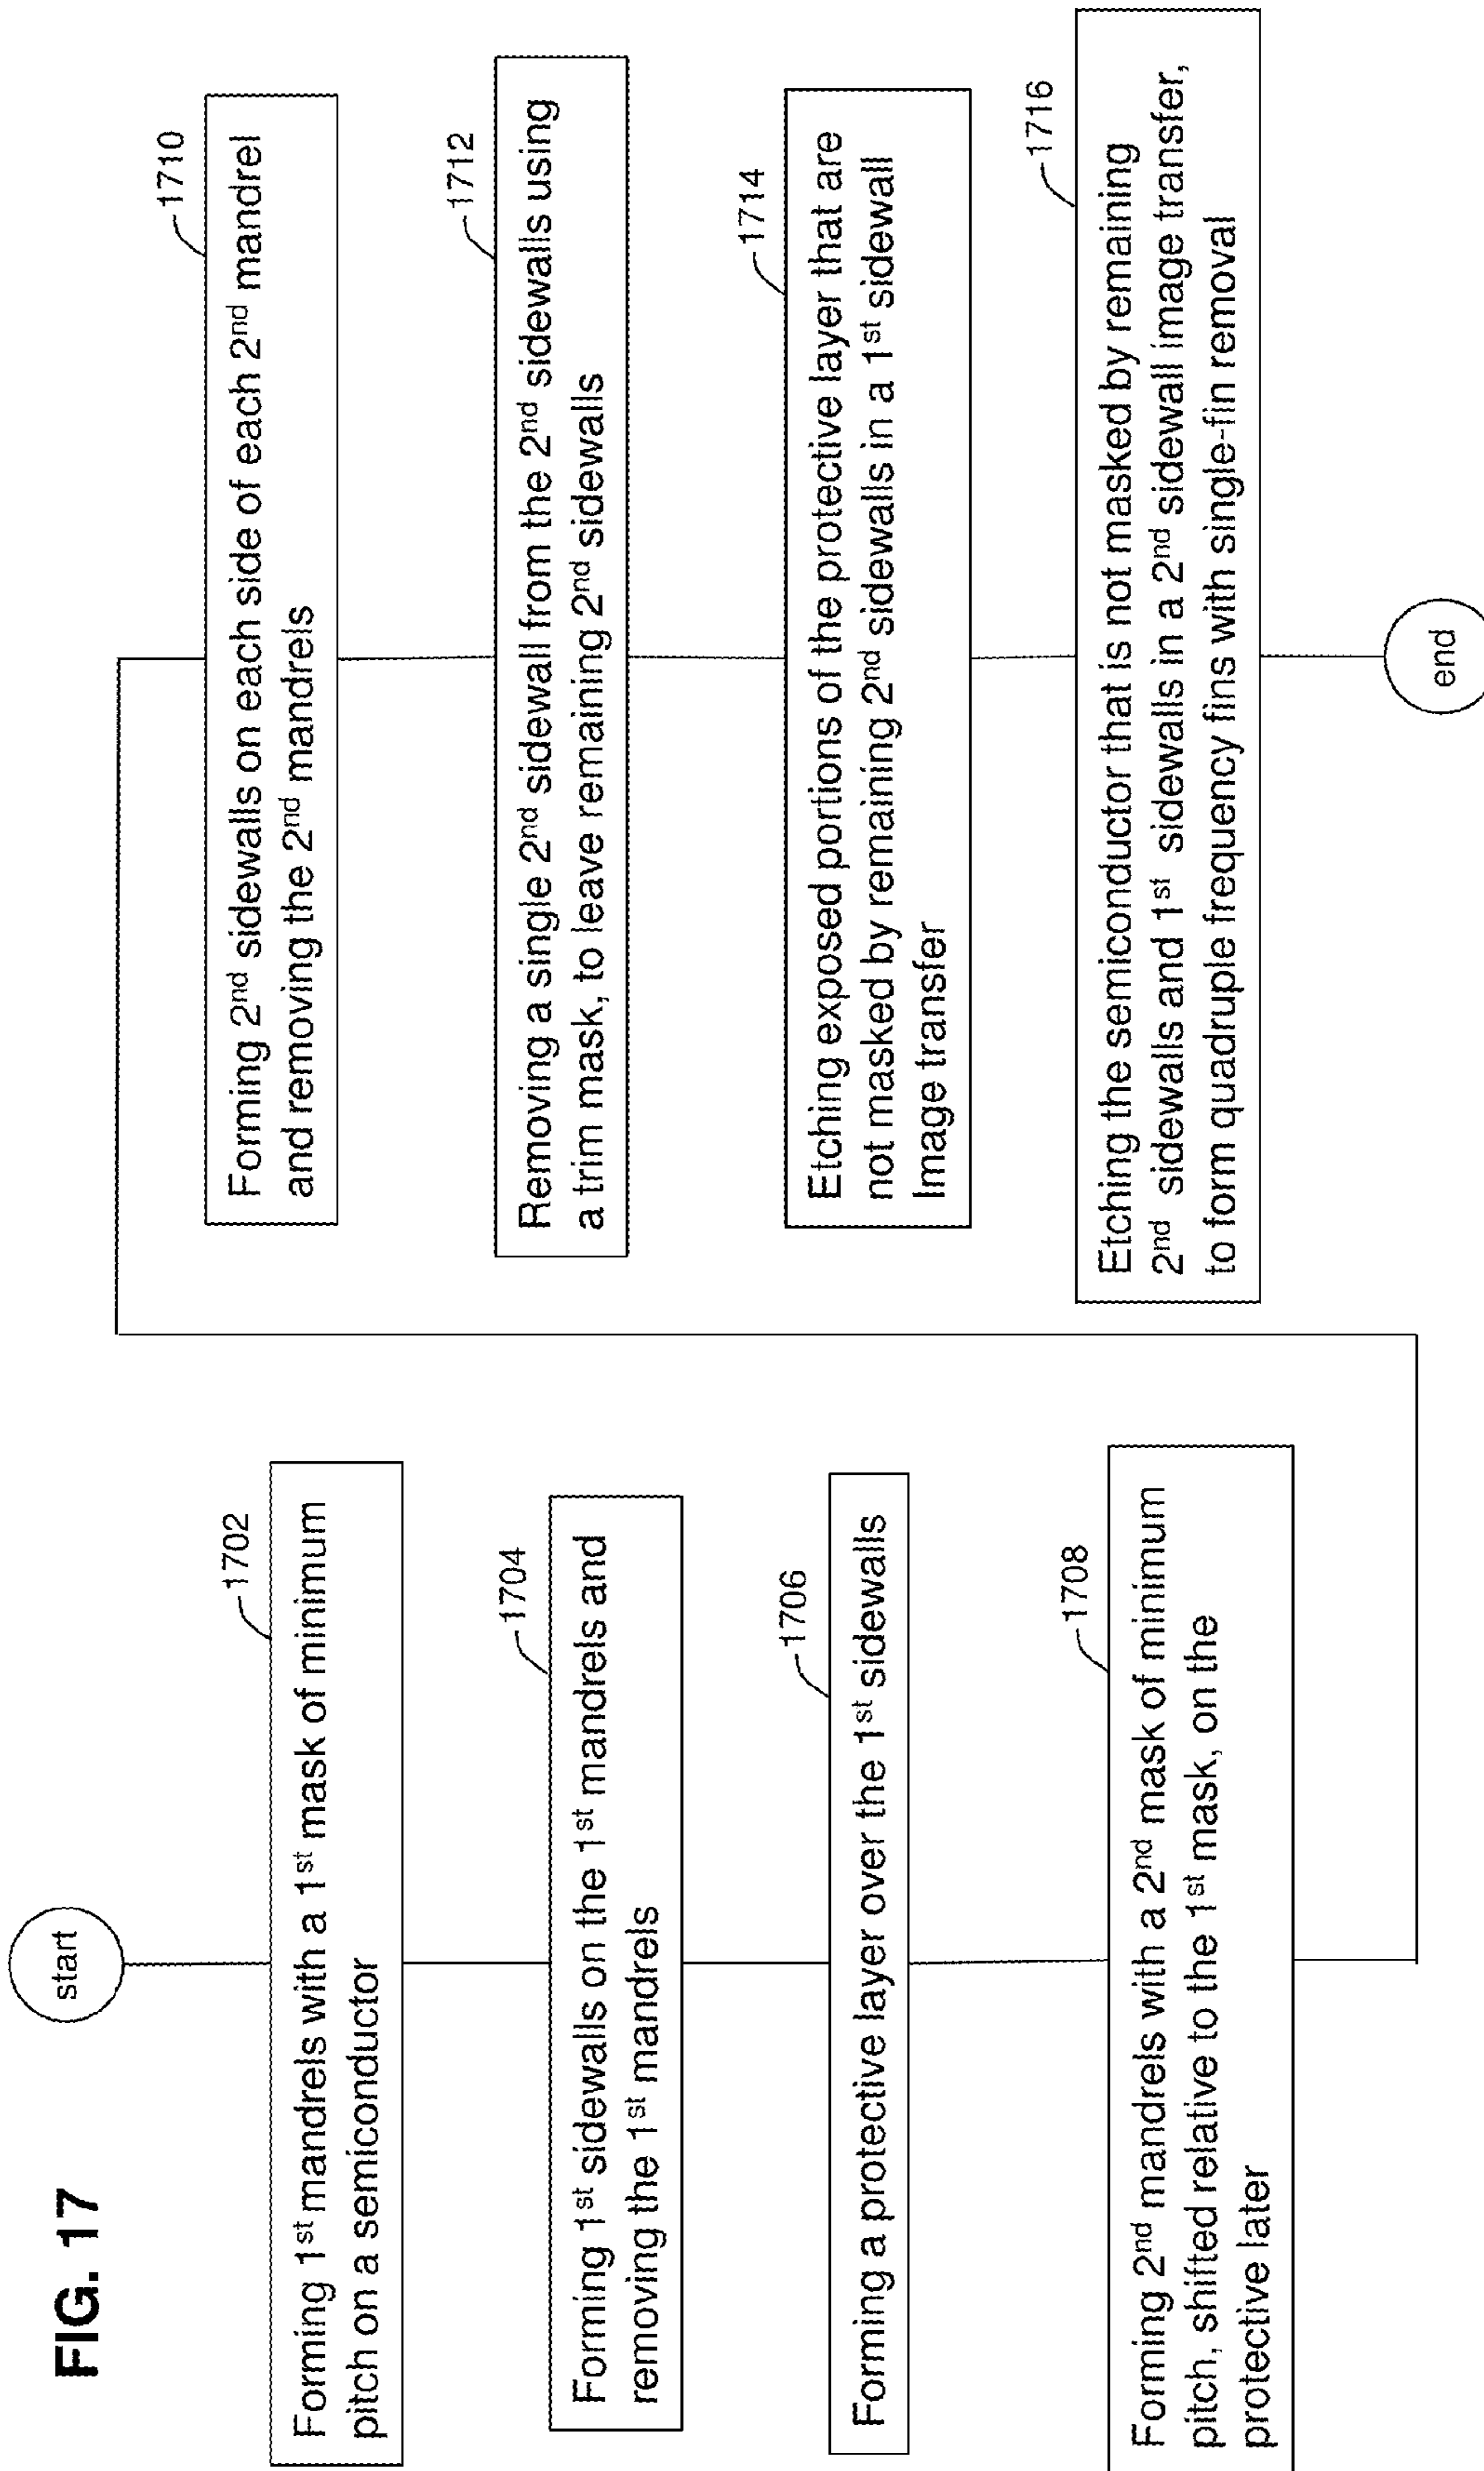 FIG. 17
start
1702
Forming 1st mandrels with a 1st mask of minimum
pitch on a semiconductor
1704
Forming 1st sidewalls on the 1st mandrels and
removing the 1st mandrels
1706
Forming a protective layer over the 1st sidewalls
1708
Forming 2nd mandrels with a 2nd mask of minimum
pitch, shifted relative to the 1st mask, on the
protective later
1710
Forming 2nd sidewalls on each side of each 2nd mandrel
and removing the 2nd mandrels
1712
Removing a single 2nd sidewall from the 2nd sidewalls using
a trim mask, to leave remaining 2nd sidewalls
1714
Etching exposed portions of the protective layer that are
not masked by remaining 2nd sidewalls in a 1st sidewall
Image transfer
1716
Etching the semiconductor that is not masked by remaining
2nd sidewalls and 1st sidewalls in a 2nd sidewall image transfer,
to form quadruple frequency fins with single-fin removal
end